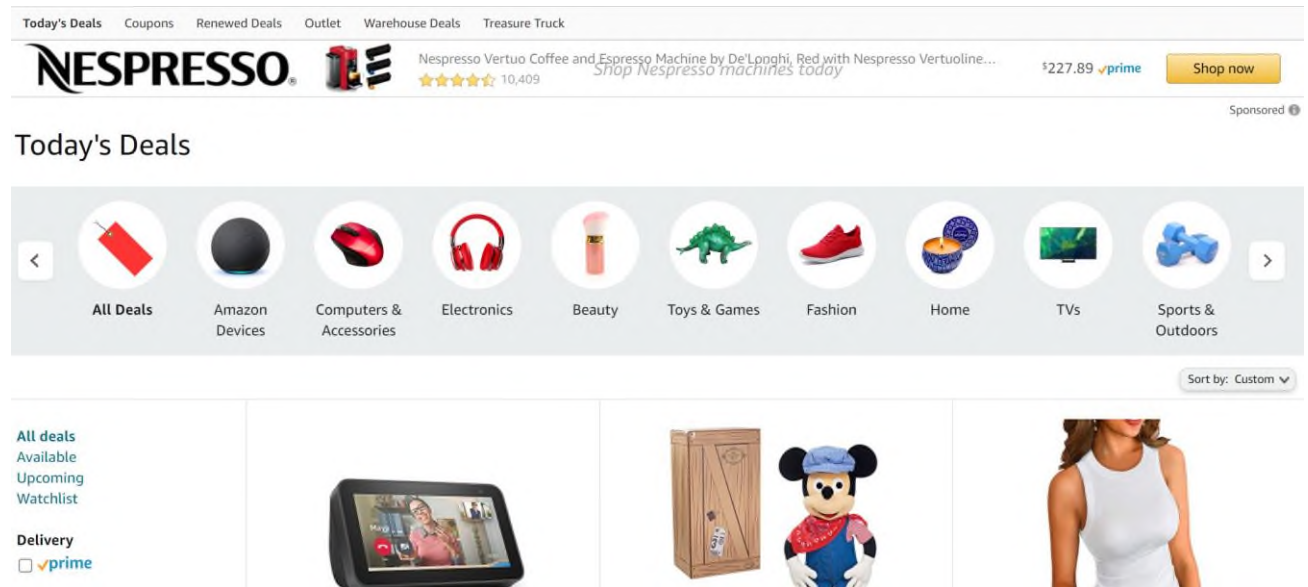 Today's Deals Coupons Renewed Deals Outlet Warehouse Deals Treasure Truck
NESPRESSO®
Nespresso Vertuo Coffee and Espresso Machine by De'Longhi, Red with Nespresso Vertuoline...
Shop Nespresso machines today
10,409
$227.89 prime
Shop now
Sponsored
Today's Deals
All Deals
Amazon Devices
Computers & Accessories
Electronics
Beauty
Toys & Games
Fashion
Home
TVs
Sports & Outdoors
Sort by: Custom
All deals
Available
Upcoming
Watchlist
Delivery
prime